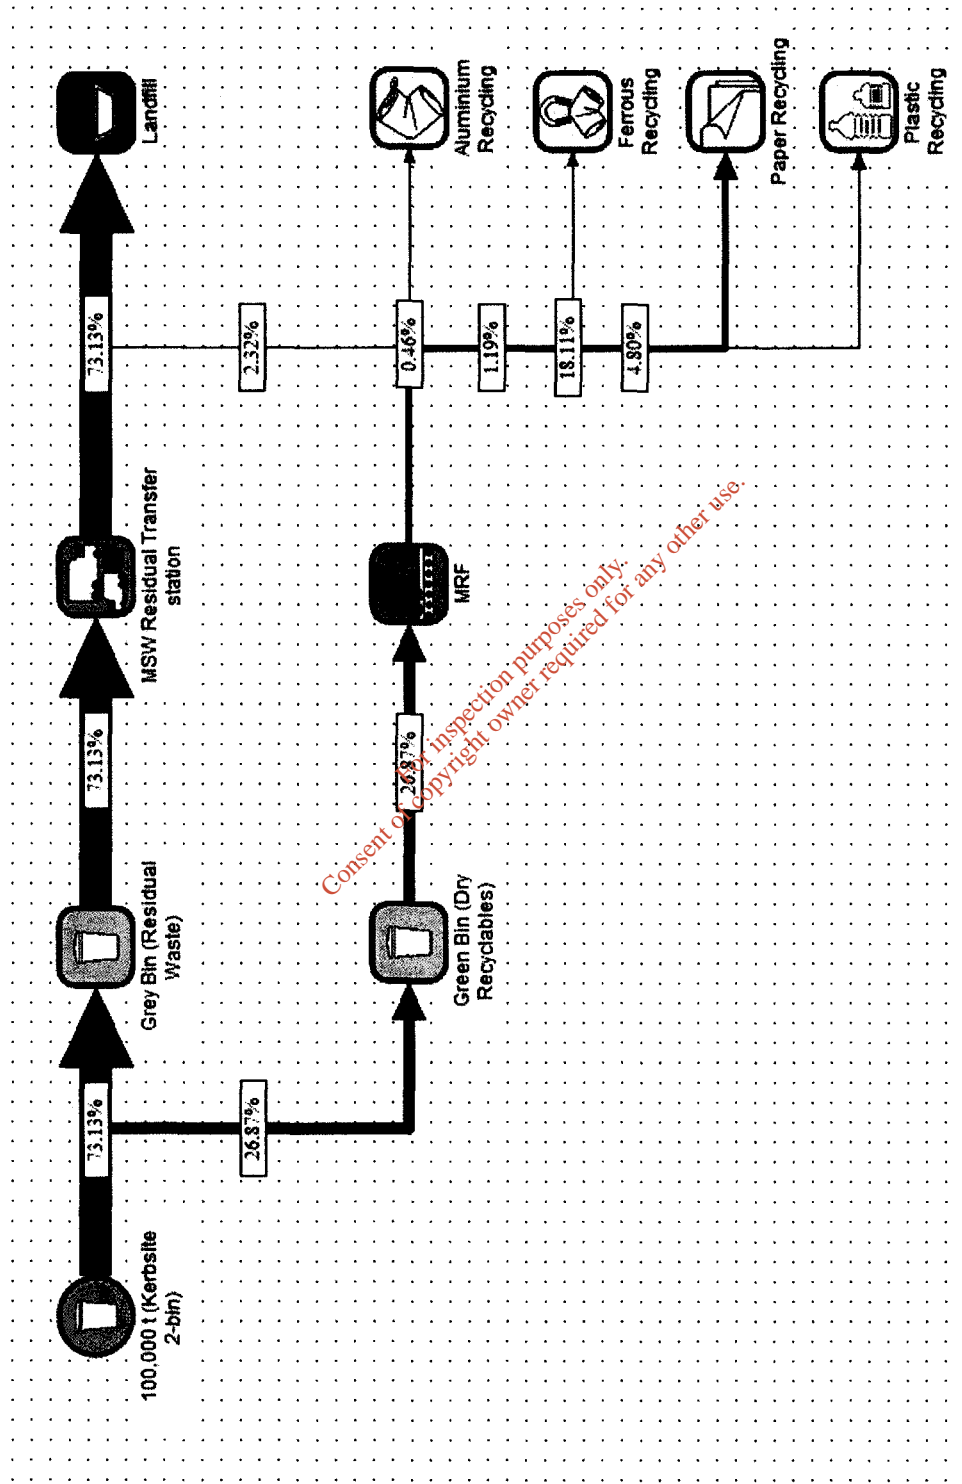 100,000 t (Kerbsite
2-bin)
73.13%
26.87%
Grey Bin (Residual
Waste)
Green Bin (Dry
Recyclables)
73.13%
26.87%
MSW Residual Transfer
station
MRF
73.13%
2.32%
0.46%
1.19%
18.11%
4.80%
Landfill
Aluminium
Recycling
Ferrous
Recycling
Paper Recycling
Plastic
Recycling
For inspection purposes only.
Consent of copyright owner required for any other use.